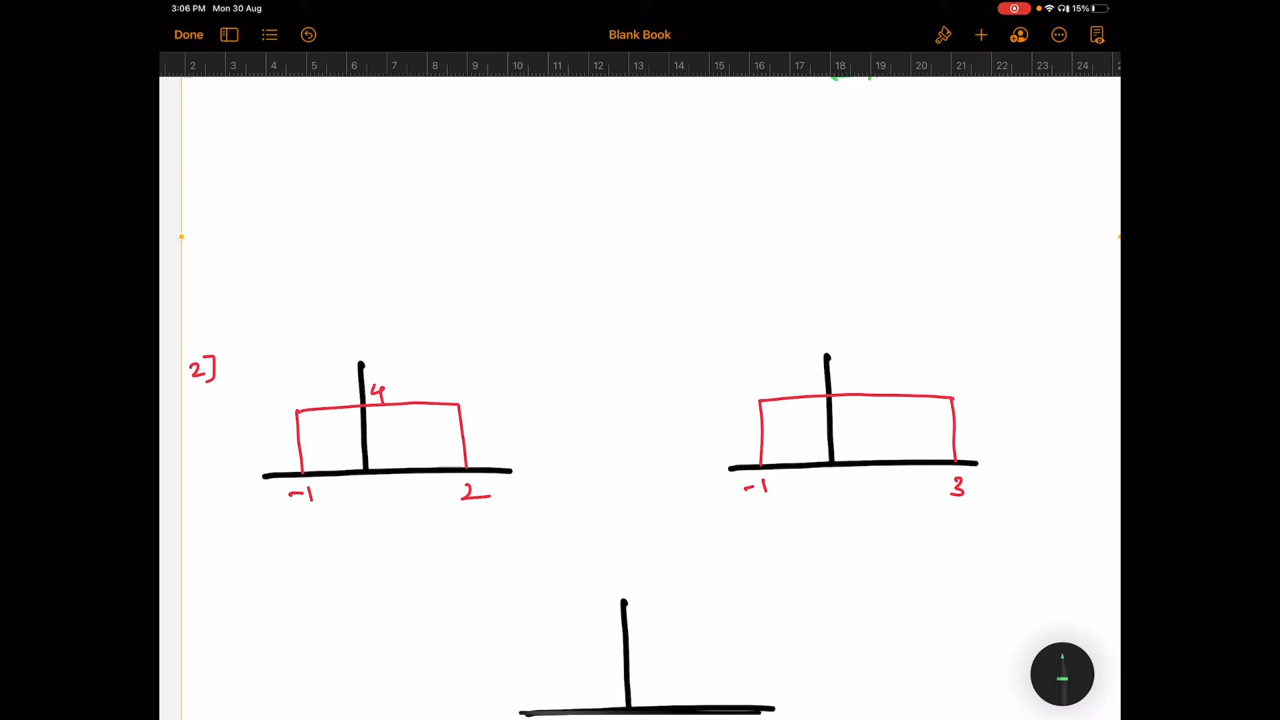 3:06 PM Mon 30 Aug
15%
Done
Blank Book
2 3 4 5 6 7 8 9 10 11 12 13 14 15 16 17 18 19 20 21 22 23 24
2]
4
-1 2
-1 3